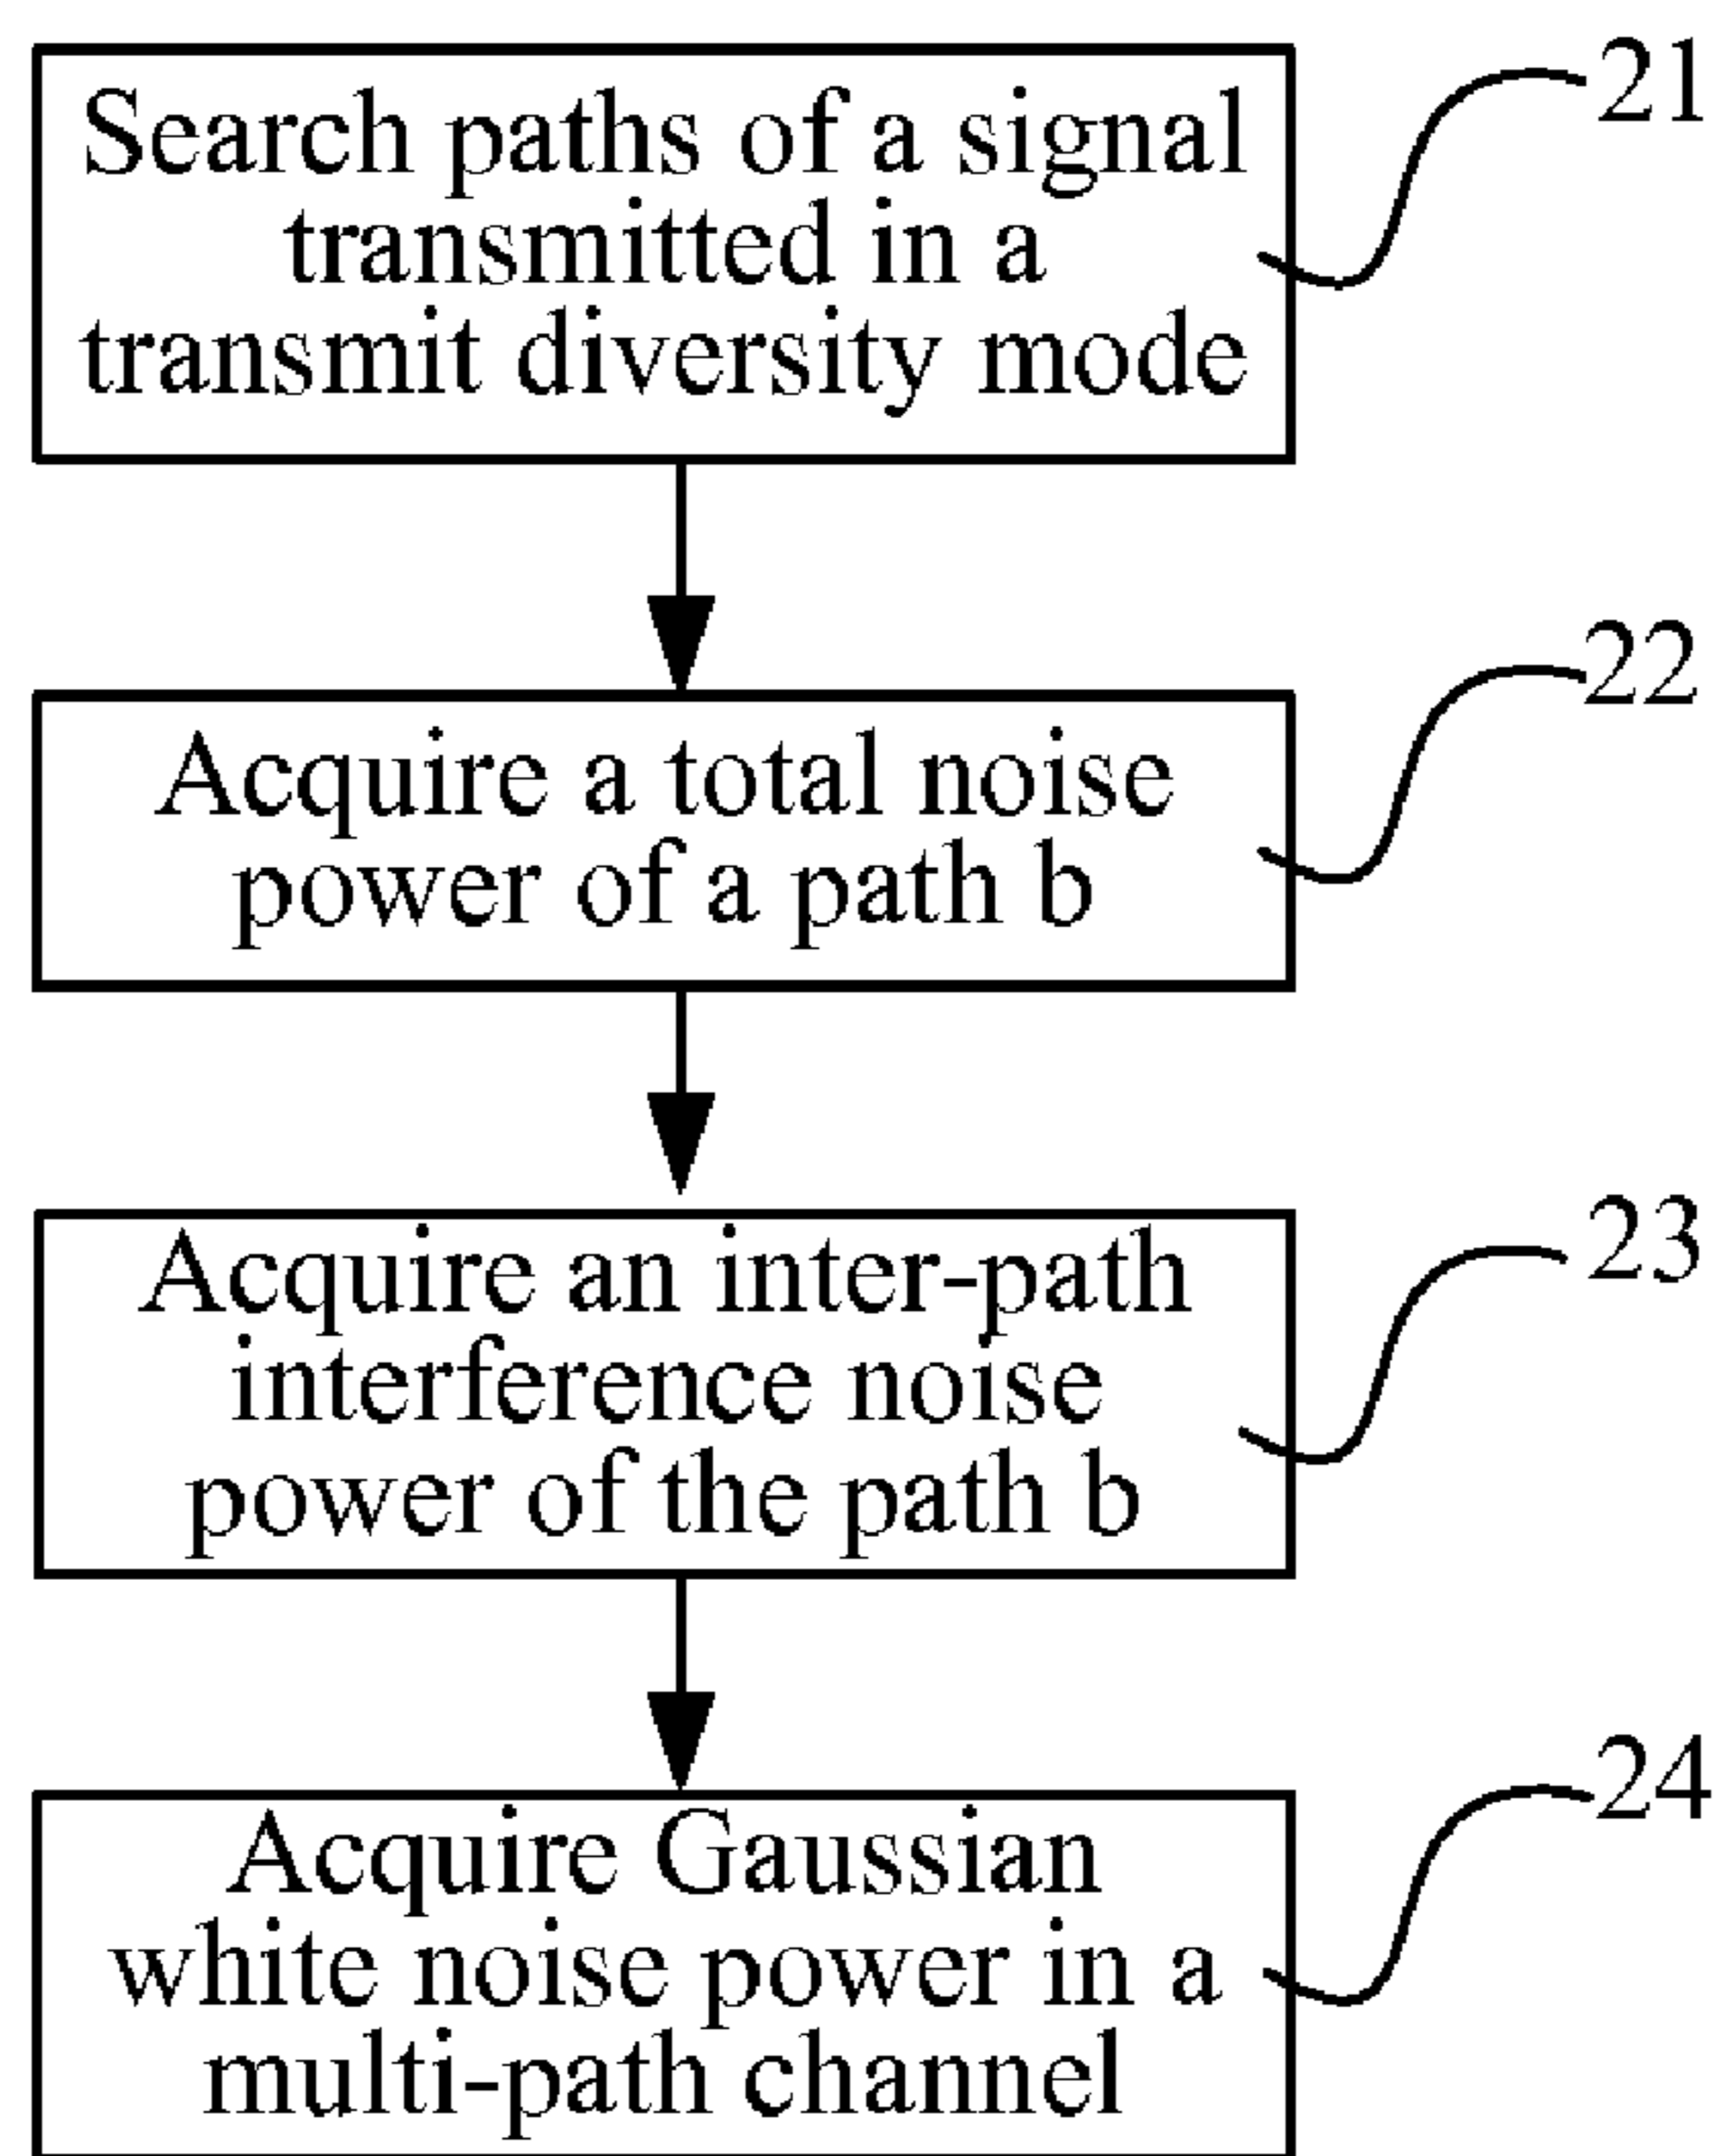 Search paths of a signal
transmitted in a
transmit diversity mode
21
Acquire a total noise
power of a path b
22
Acquire an inter-path
interference noise
power of the path b
23
Acquire Gaussian
white noise power in a
multi-path channel
24